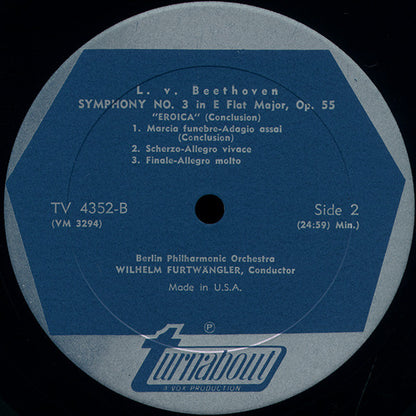 L. v. Beethoven
SYMPHONY NO. 3 in E Flat Major, Op. 55
"EROICA" (Conclusion)
1. Marcia funebre-Adagio assai
(Conclusion)
2. Scherzo-Allegro vivace
3. Finale-Allegro molto
TV 4352-B Side 2
(VM 3294) (24:59) Min.)
Berlin Philharmonic Orchestra
WILHELM FURTWÄNGLER, Conductor
Made in U.S.A.
Ⓟ
turnabout
A VOX PRODUCTION